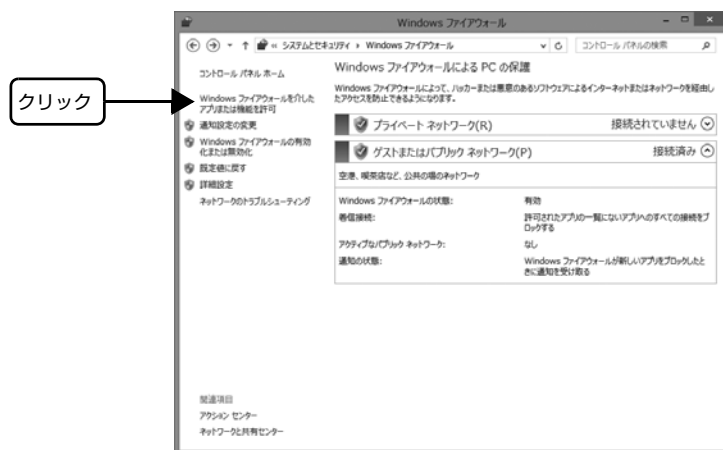 Windows ファイアウォール
« システムとセキュリティ › Windows ファイアウォール
コントロール パネルの検索
クリック
コントロール パネル ホーム
Windows ファイアウォールを介した
アプリまたは機能を許可
通知設定の変更
Windows ファイアウォールの有効
化または無効化
既定値に戻す
詳細設定
ネットワークのトラブルシューティング
Windows ファイアウォールによる PC の保護
Windows ファイアウォールによって、ハッカーまたは悪意のあるソフトウェアによるインターネットまたはネットワークを経由し
たアクセスを防止できるようになります。
プライベート ネットワーク(R) 接続されていません
ゲストまたはパブリック ネットワーク(P) 接続済み
空港、喫茶店など、公共の場のネットワーク
Windows ファイアウォールの状態: 有効
着信接続: 許可されたアプリの一覧にないアプリへのすべての接続をブ
ロックする
アクティブなパブリック ネットワーク: なし
通知の状態: Windows ファイアウォールが新しいアプリをブロックしたと
きに通知を受け取る
関連項目
アクション センター
ネットワークと共有センター